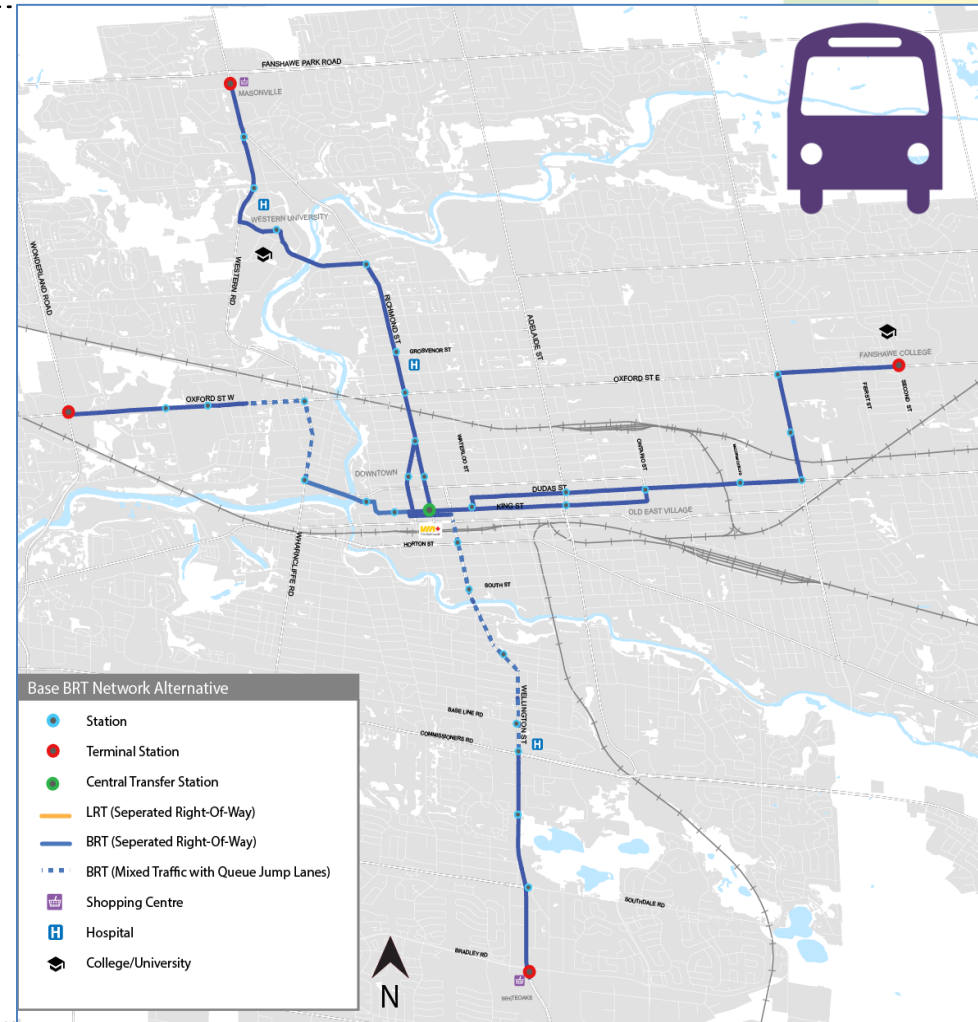 FANSHAWE PARK ROAD
MASONVILLE
H
WESTERN UNIVERSITY
WONDERLAND ROAD
WESTERN RD
RICHMOND ST
ADELAIDE ST
GROSVENOR ST
H
FANSHAWE COLLEGE
OXFORD ST E
FIRST ST
SECOND ST
OXFORD ST W
WATERLOO ST
ONTARIO ST
DOWNTOWN
DUDAS ST
KING ST
OLD EAST VILLAGE
HORTON ST
WHARNCLIFFE RD
SOUTH ST
WELLINGTON ST
BASE LINE RD
COMMISSIONERS RD
H
SOUTHDALE RD
BRADLEY RD
WHITEOAKS
N
Base BRT Network Alternative
Station
Terminal Station
Central Transfer Station
LRT (Seperated Right-Of-Way)
BRT (Seperated Right-Of-Way)
BRT (Mixed Traffic with Queue Jump Lanes)
Shopping Centre
H Hospital
College/University